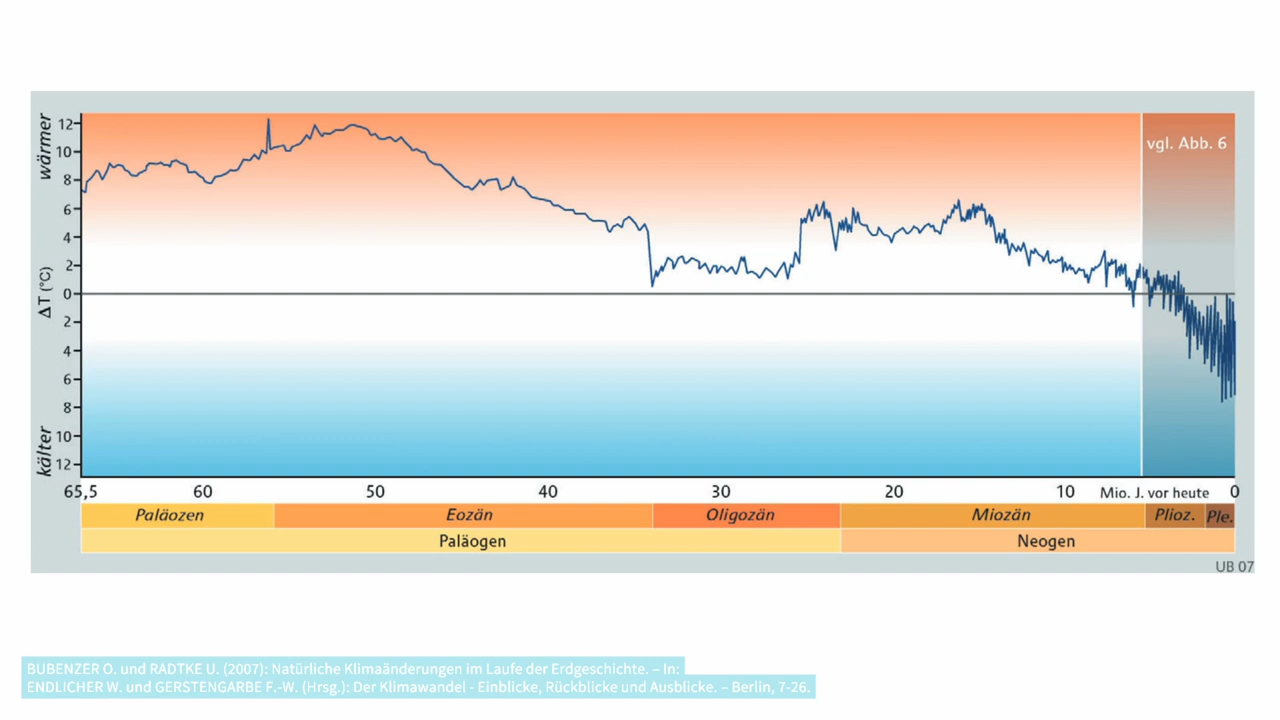 wärmer
12
10
8
6
4
2
0
2
4
6
8
10
12
ΔT (°C)
kälter
vgl. Abb. 6
65,5 60 50 40 30 20 10 Mio. J. vor heute 0
Paläozen Eozän Oligozän Miozän Plioz. Ple.
Paläogen Neogen
UB 07
BUBENZER O. und RADTKE U. (2007): Natürliche Klimaänderungen im Laufe der Erdgeschichte. – In:
ENDLICHER W. und GERSTENGARBE F.-W. (Hrsg.): Der Klimawandel - Einblicke, Rückblicke und Ausblicke. – Berlin, 7-26.